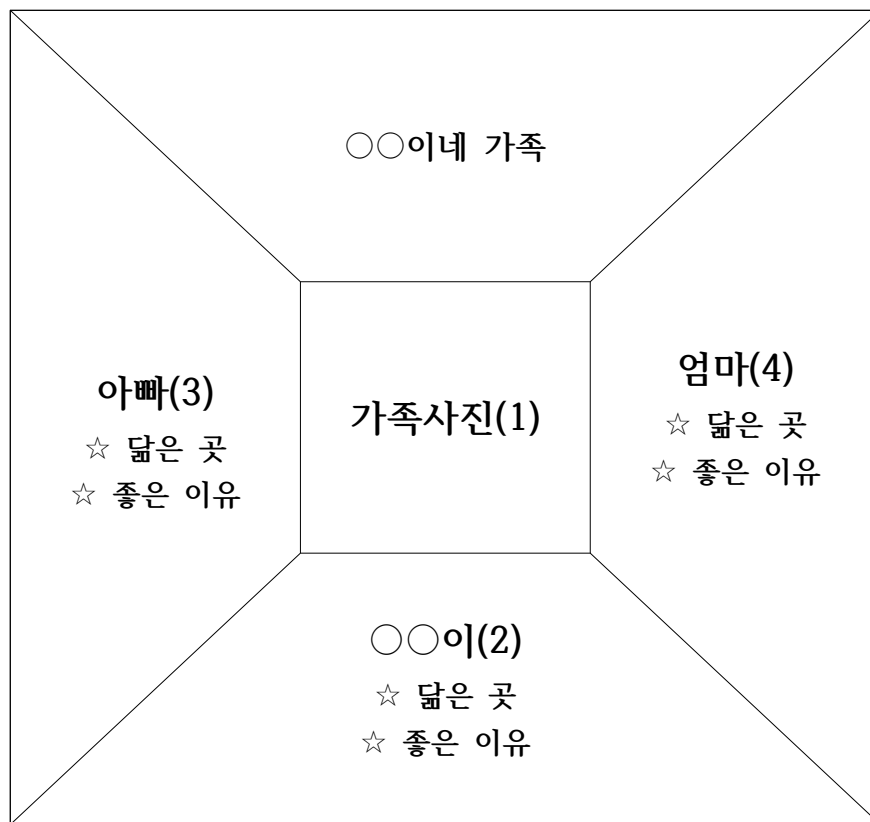 ○○이네 가족
아빠(3)
☆ 닮은 곳
☆ 좋은 이유
가족사진(1)
엄마(4)
☆ 닮은 곳
☆ 좋은 이유
○○이(2)
☆ 닮은 곳
☆ 좋은 이유